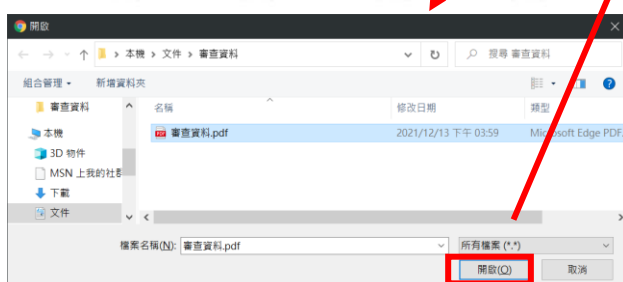 開啟
本機 › 文件 › 審查資料
搜尋 審查資料
組合管理 新增資料夾
審查資料 名稱 修改日期 類型
本機 審查資料.pdf 2021/12/13 下午 03:59 Microsoft Edge PDF
3D 物件
MSN 上我的社群
下載
文件
檔案名稱(N): 審查資料.pdf 所有檔案 (*.*)
開啟(O) 取消